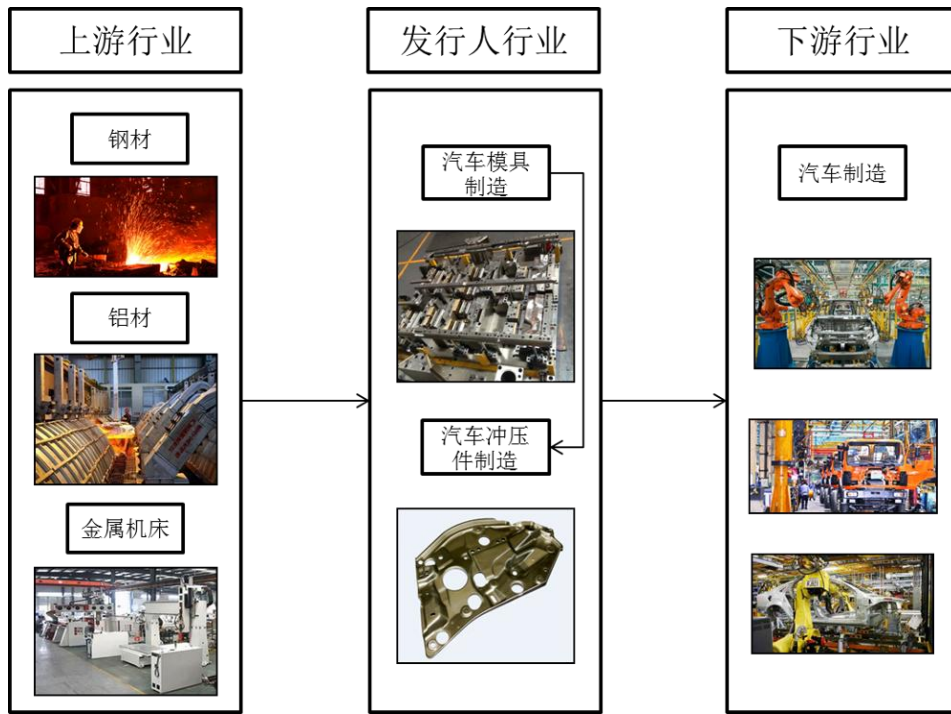 上游行业
发行人行业
下游行业
钢材
铝材
金属机床
汽车模具
制造
汽车冲压
件制造
汽车制造